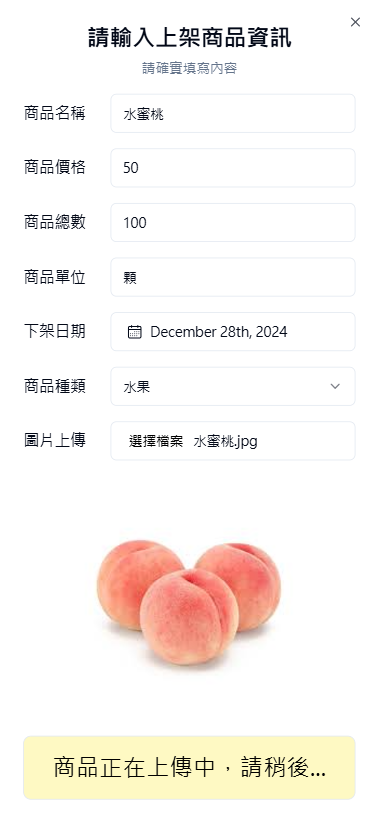 請輸入上架商品資訊
請確實填寫內容
商品名稱 水蜜桃
商品價格 50
商品總數 100
商品單位 顆
下架日期 December 28th, 2024
商品種類 水果
圖片上傳 選擇檔案 水蜜桃.jpg
商品正在上傳中，請稍後...